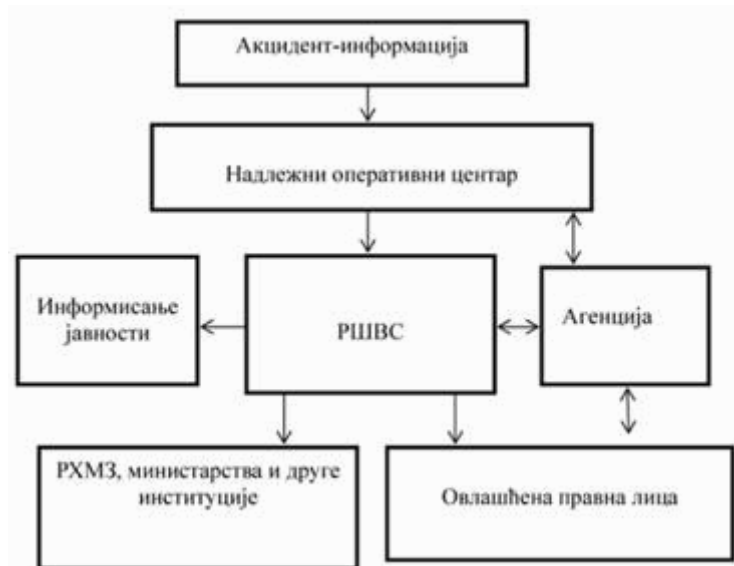 Акцидент-информација
Надлежни оперативни центар
Информисање
јавности
РШВС
Агенција
РХМЗ, министарства и друге
институције
Овлашћена правна лица